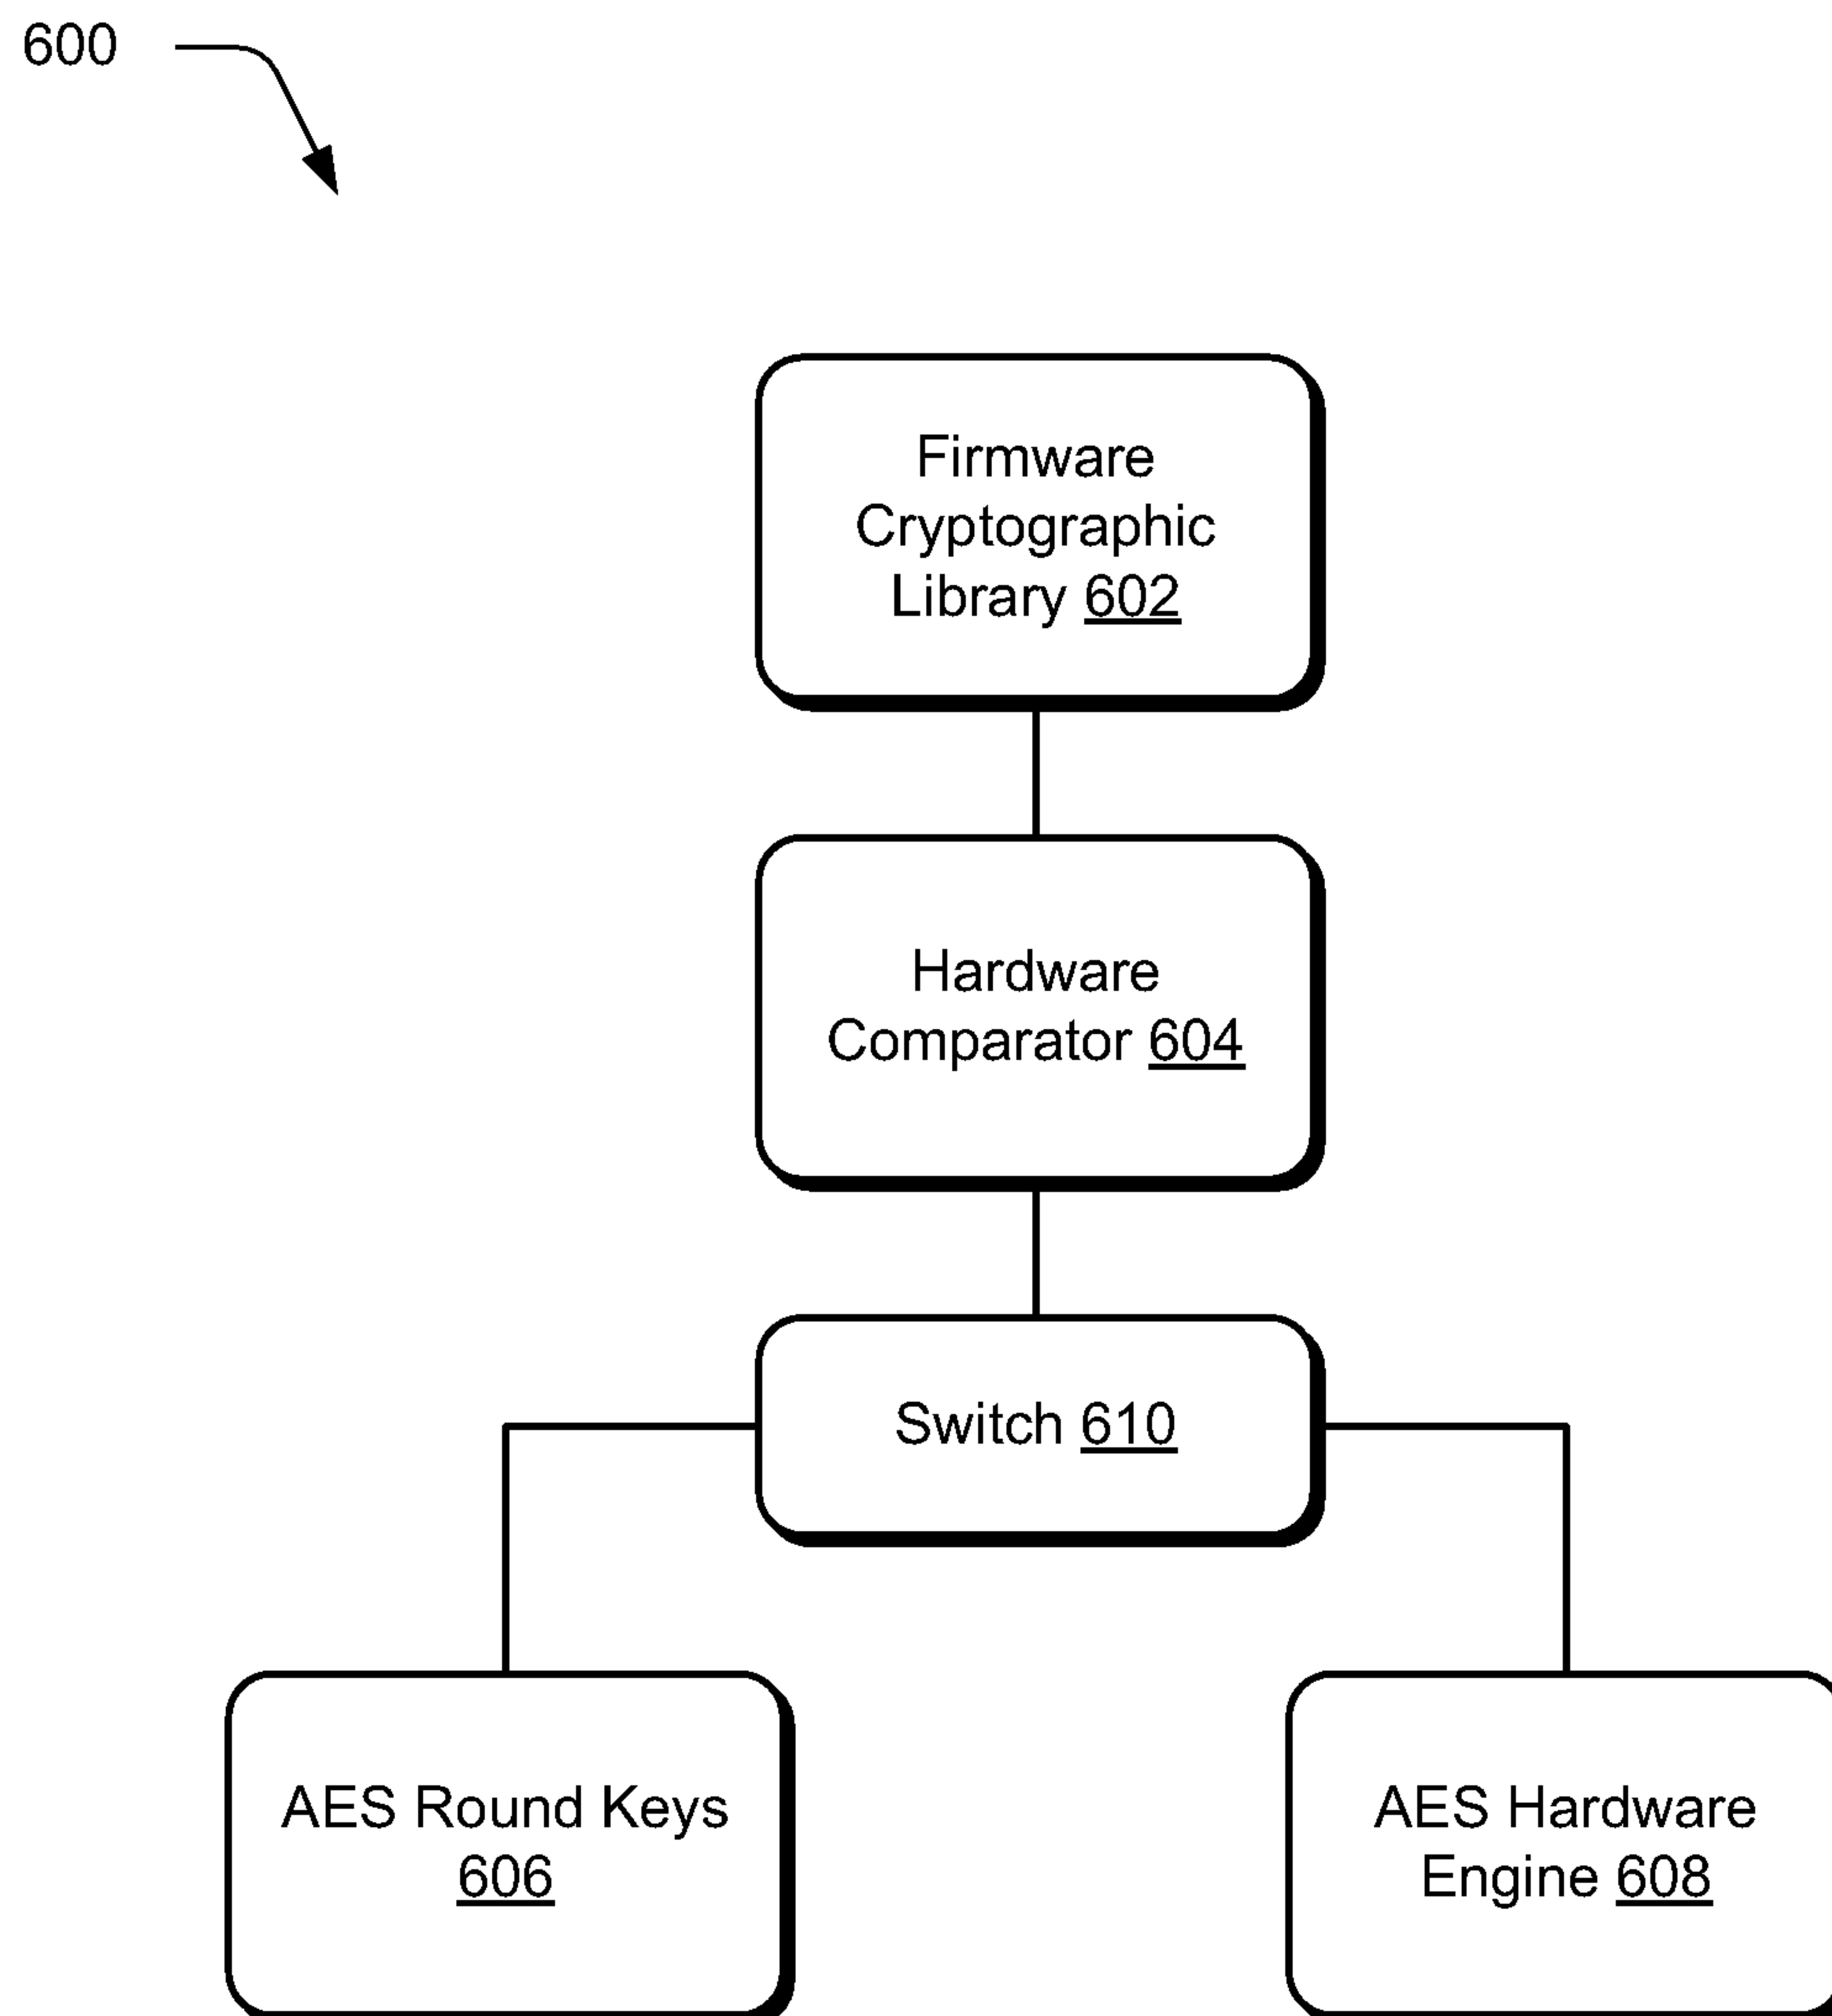 600
Firmware
Cryptographic
Library 602
Hardware
Comparator 604
Switch 610
AES Round Keys
606
AES Hardware
Engine 608